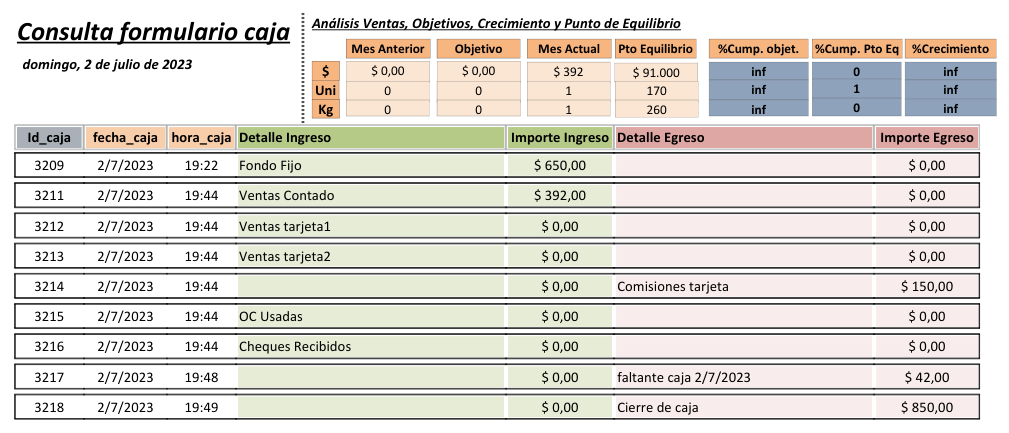 Consulta formulario caja
domingo, 2 de julio de 2023
Análisis Ventas, Objetivos, Crecimiento y Punto de Equilibrio
Mes Anterior Objetivo Mes Actual Pto Equilibrio %Cump. objet. %Cump. Pto Eq %Crecimiento
$ $ 0,00 $ 0,00 $ 392 $ 91.000 inf 0 inf
Uni 0 0 1 170 inf 1 inf
Kg 0 0 1 260 inf 0 inf
Id_caja fecha_caja hora_caja Detalle Ingreso Importe Ingreso Detalle Egreso Importe Egreso
3209 2/7/2023 19:22 Fondo Fijo $ 650,00 $ 0,00
3211 2/7/2023 19:44 Ventas Contado $ 392,00 $ 0,00
3212 2/7/2023 19:44 Ventas tarjeta1 $ 0,00 $ 0,00
3213 2/7/2023 19:44 Ventas tarjeta2 $ 0,00 $ 0,00
3214 2/7/2023 19:44 $ 0,00 Comisiones tarjeta $ 150,00
3215 2/7/2023 19:44 OC Usadas $ 0,00 $ 0,00
3216 2/7/2023 19:44 Cheques Recibidos $ 0,00 $ 0,00
3217 2/7/2023 19:48 $ 0,00 faltante caja 2/7/2023 $ 42,00
3218 2/7/2023 19:49 $ 0,00 Cierre de caja $ 850,00